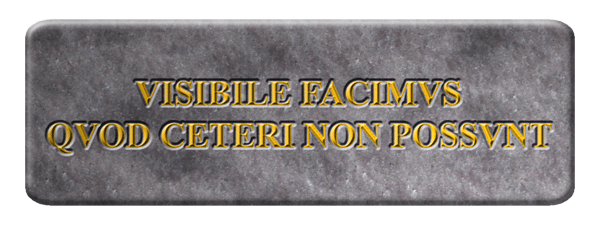 VISIBILE FACIMVS
QVOD CETERI NON POSSVNT